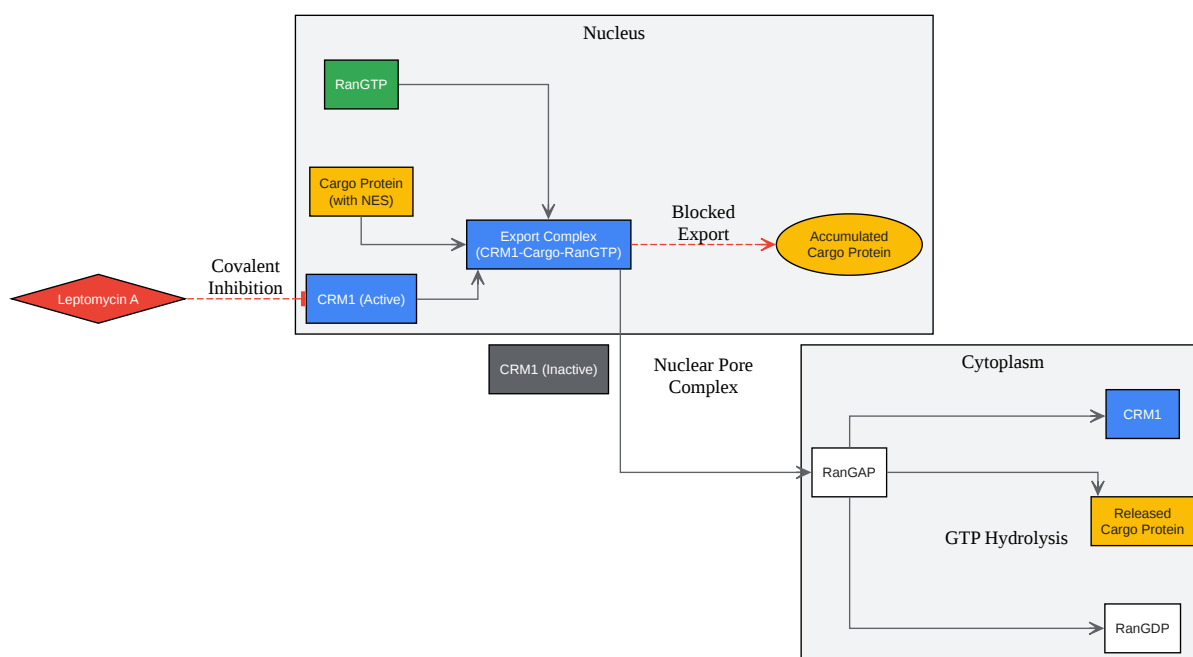 Nucleus
RanGTP
Cargo Protein
(with NES)
Export Complex
(CRM1-Cargo-RanGTP)
Blocked
Export
Accumulated
Cargo Protein
Covalent
Inhibition
Leptomycin A
CRM1 (Active)
CRM1 (Inactive)
Nuclear Pore
Complex
Cytoplasm
CRM1
RanGAP
Released
Cargo Protein
GTP Hydrolysis
RanGDP